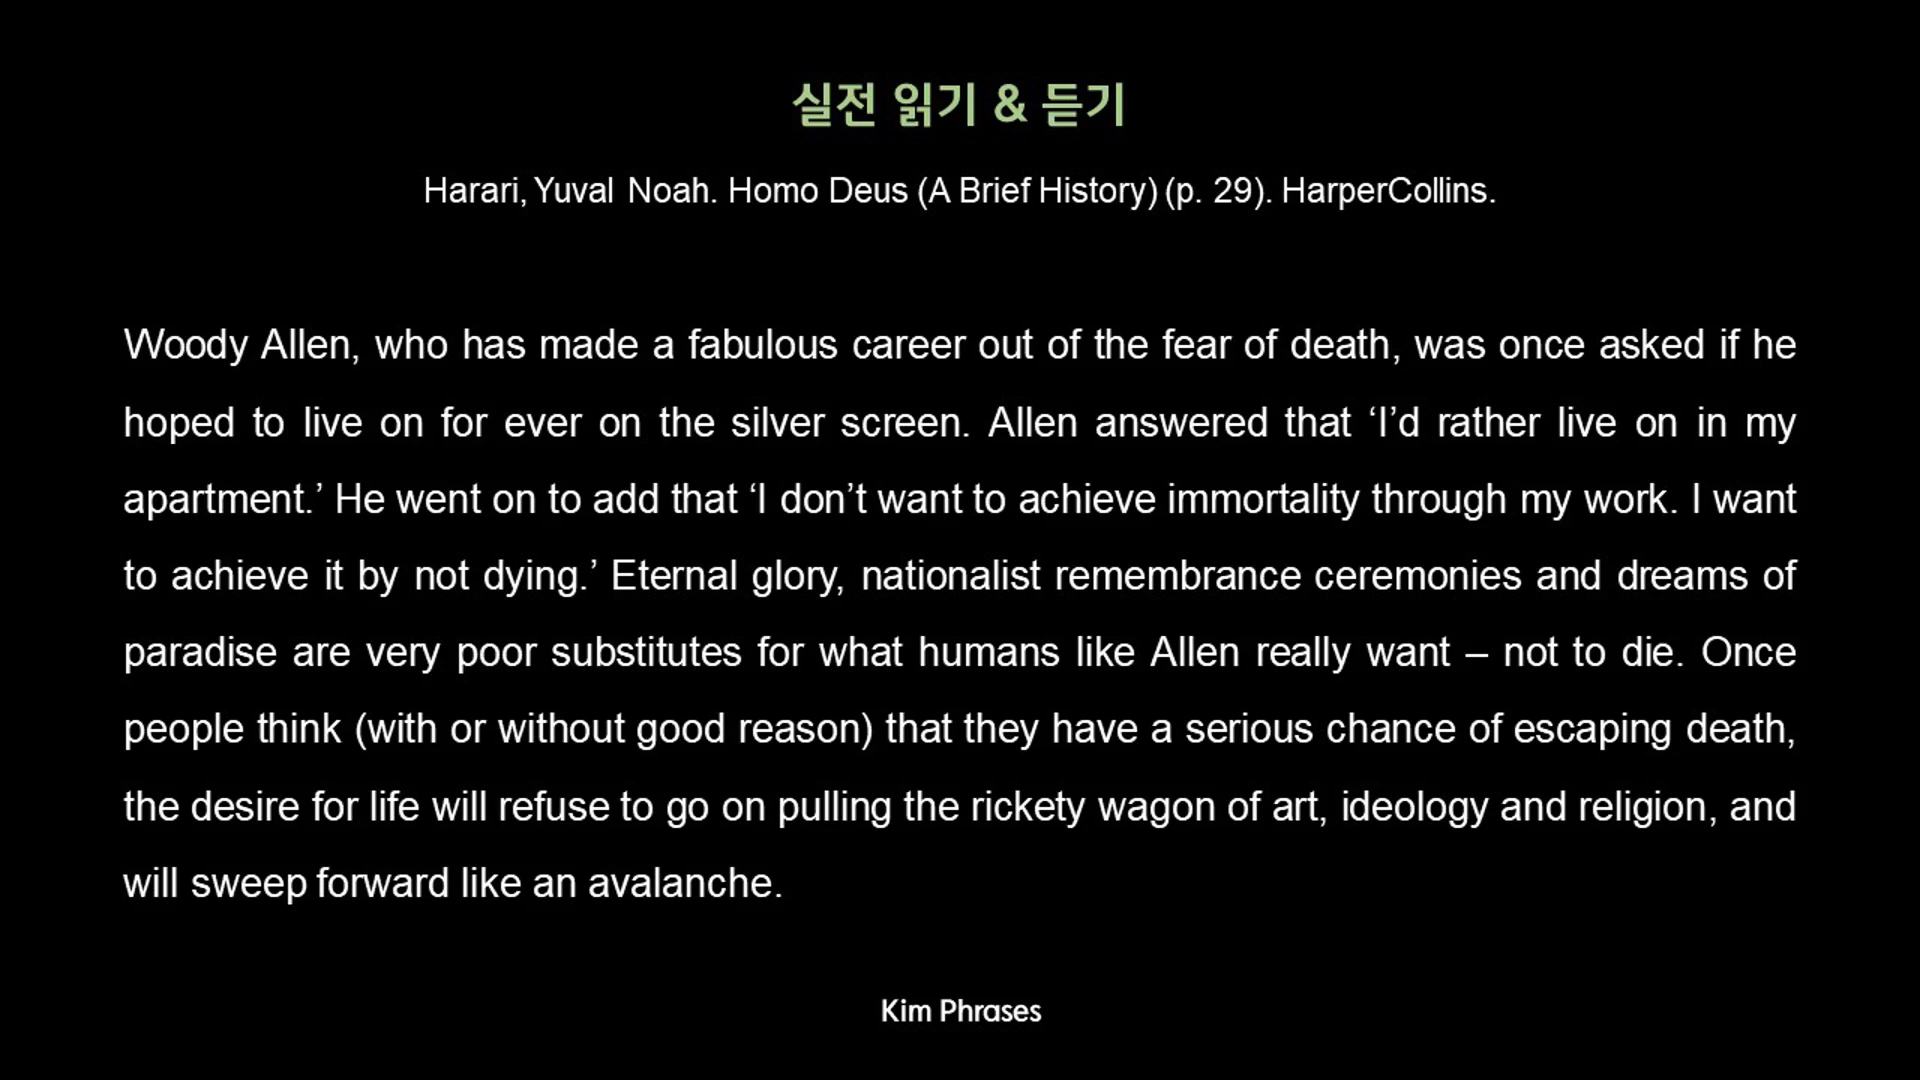 실전 읽기 & 듣기
Harari, Yuval Noah. Homo Deus (A Brief History) (p. 29). HarperCollins.
Woody Allen, who has made a fabulous career out of the fear of death, was once asked if he
hoped to live on for ever on the silver screen. Allen answered that ‘I’d rather live on in my
apartment.’ He went on to add that ‘I don’t want to achieve immortality through my work. I want
to achieve it by not dying.’ Eternal glory, nationalist remembrance ceremonies and dreams of
paradise are very poor substitutes for what humans like Allen really want – not to die. Once
people think (with or without good reason) that they have a serious chance of escaping death,
the desire for life will refuse to go on pulling the rickety wagon of art, ideology and religion, and
will sweep forward like an avalanche.
Kim Phrases